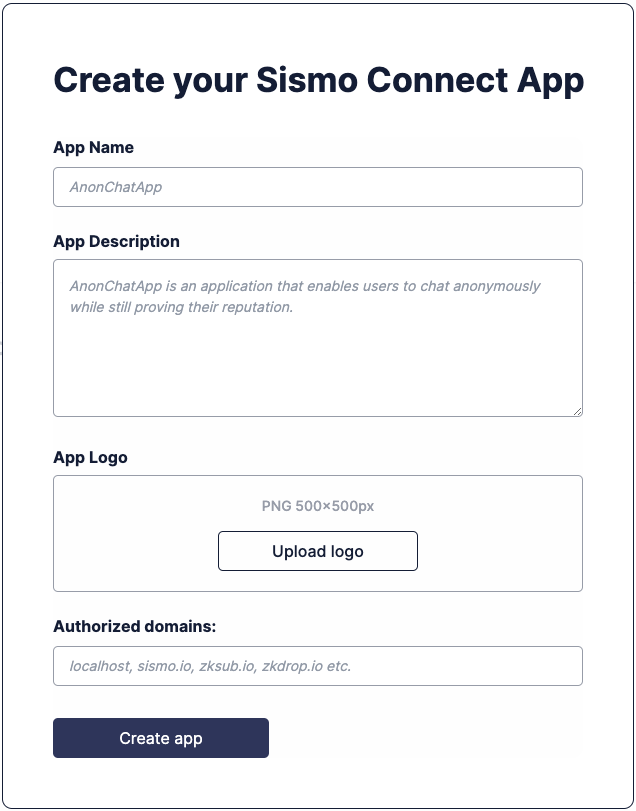 Create your Sismo Connect App
App Name
AnonChatApp
App Description
AnonChatApp is an application that enables users to chat anonymously
while still proving their reputation.
App Logo
PNG 500×500px
Upload logo
Authorized domains:
localhost, sismo.io, zksub.io, zkdrop.io etc.
Create app